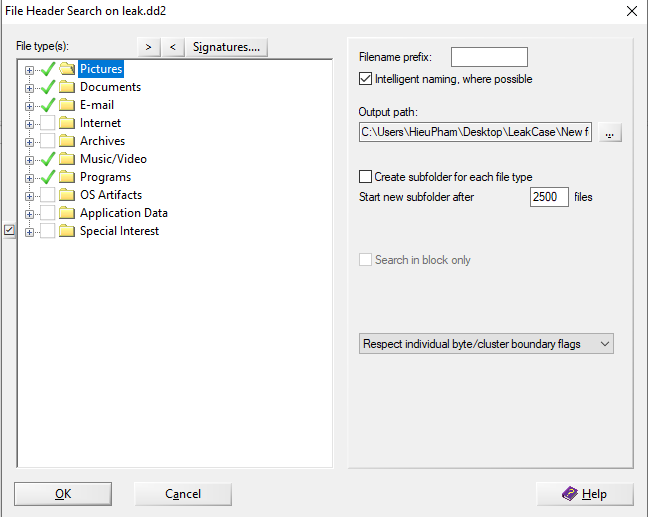 File Header Search on leak.dd2
File type(s):
>
<
Signatures....
Pictures
Documents
E-mail
Internet
Archives
Music/Video
Programs
OS Artifacts
Application Data
Special Interest
Filename prefix:
Intelligent naming, where possible
Output path:
C:\Users\HieuPham\Desktop\LeakCase\New f
...
Create subfolder for each file type
Start new subfolder after 2500 files
Search in block only
Respect individual byte/cluster boundary flags
OK
Cancel
Help